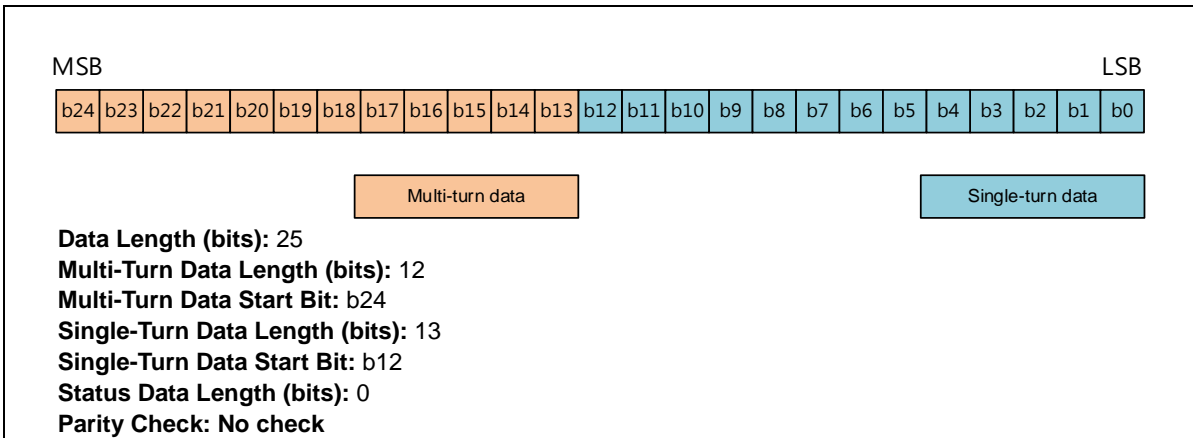 MSB LSB
b24 b23 b22 b21 b20 b19 b18 b17 b16 b15 b14 b13 b12 b11 b10 b9 b8 b7 b6 b5 b4 b3 b2 b1 b0
Multi-turn data Single-turn data
Data Length (bits): 25
Multi-Turn Data Length (bits): 12
Multi-Turn Data Start Bit: b24
Single-Turn Data Length (bits): 13
Single-Turn Data Start Bit: b12
Status Data Length (bits): 0
Parity Check: No check